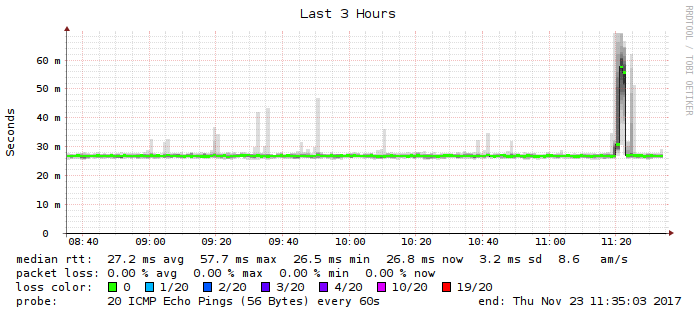 Last 3 Hours
RRDTOOL / TOBI OETIKER
Seconds
60 m
50 m
40 m
30 m
20 m
10 m
0
08:40 09:00 09:20 09:40 10:00 10:20 10:40 11:00 11:20
median rtt: 27.2 ms avg 57.7 ms max 26.5 ms min 26.8 ms now 3.2 ms sd 8.6 am/s
packet loss: 0.00 % avg 0.00 % max 0.00 % min 0.00 % now
loss color: 0 1/20 2/20 3/20 4/20 10/20 19/20
probe: 20 ICMP Echo Pings (56 Bytes) every 60s end: Thu Nov 23 11:35:03 2017